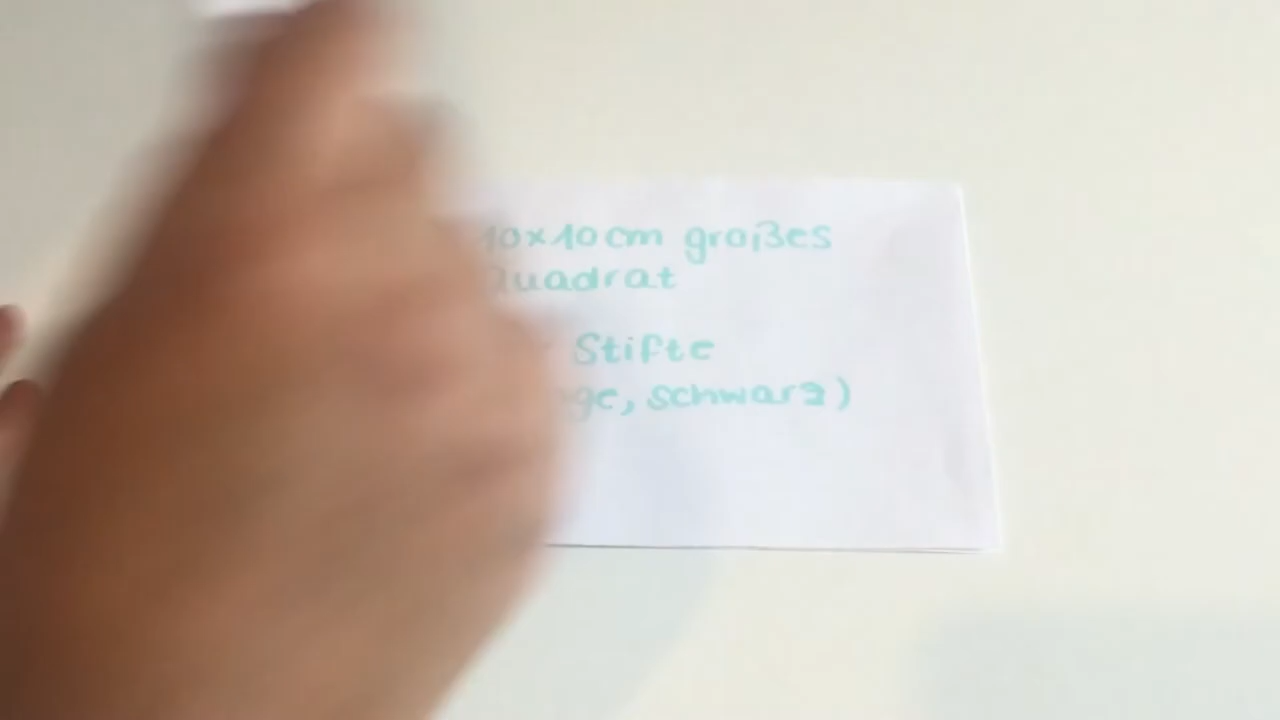 10x10cm großes
Quadrat
Stifte
schwarz)